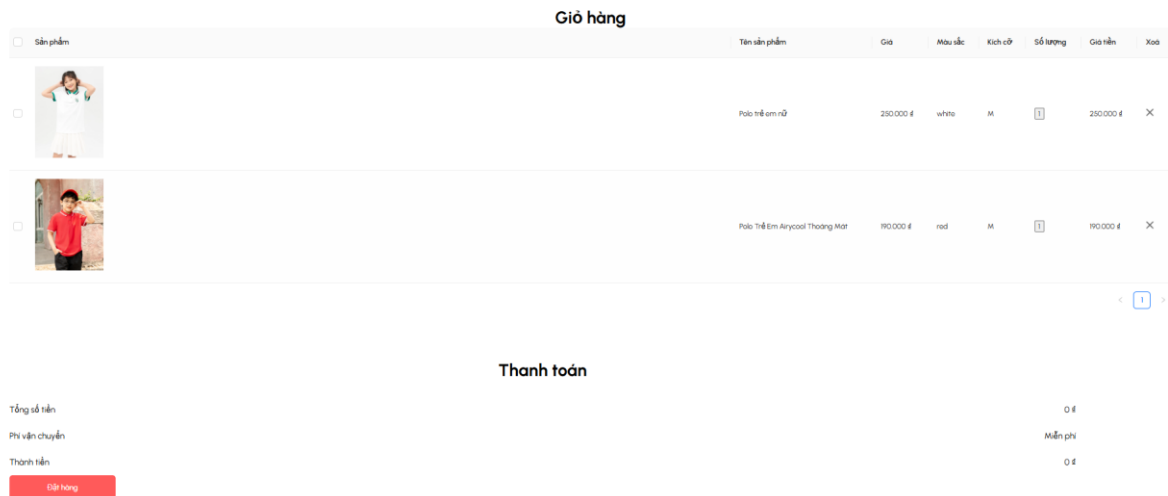 Giỏ hàng
Sản phẩm Tên sản phẩm Giá Màu sắc Kích cỡ Số lượng Giá tiền Xoá
Polo trẻ em nữ 250.000 ₫ white M 1 250.000 ₫
Polo Trẻ Em Airycool Thoáng Mát 190.000 ₫ red M 1 190.000 ₫
1
Thanh toán
Tổng số tiền 0 ₫
Phí vận chuyển Miễn phí
Thành tiền 0 ₫
Đặt hàng